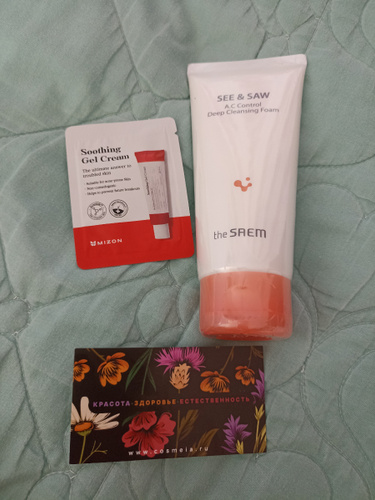 SEE & SAW
A.C Control
Deep Cleansing Foam
the SAEM
Soothing
Gel Cream
The ultimate answer to
troubled skin
MIZON
КРАСОТА·ЗДОРОВЬЕ·ЕСТЕСТВЕННОСТЬ
www.cosmeia.ru